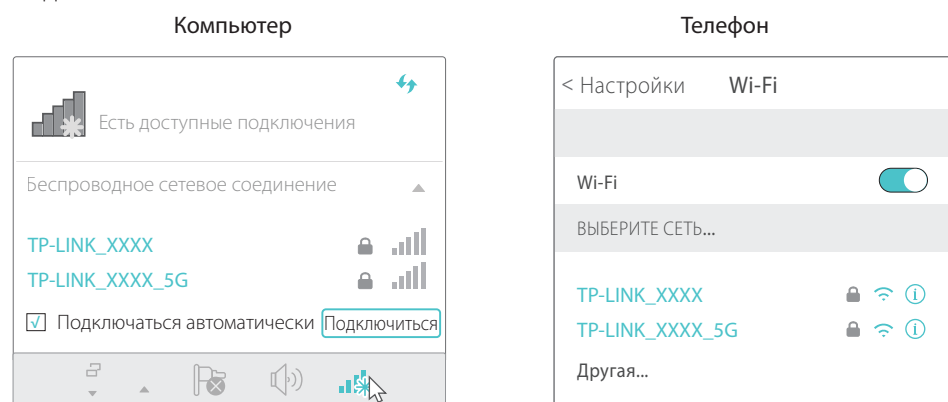 Компьютер
Есть доступные подключения
Беспроводное сетевое соединение
TP-LINK_XXXX
TP-LINK_XXXX_5G
Подключаться автоматически Подключиться
Телефон
< Настройки Wi-Fi
Wi-Fi
ВЫБЕРИТЕ СЕТЬ...
TP-LINK_XXXX
TP-LINK_XXXX_5G
Другая...